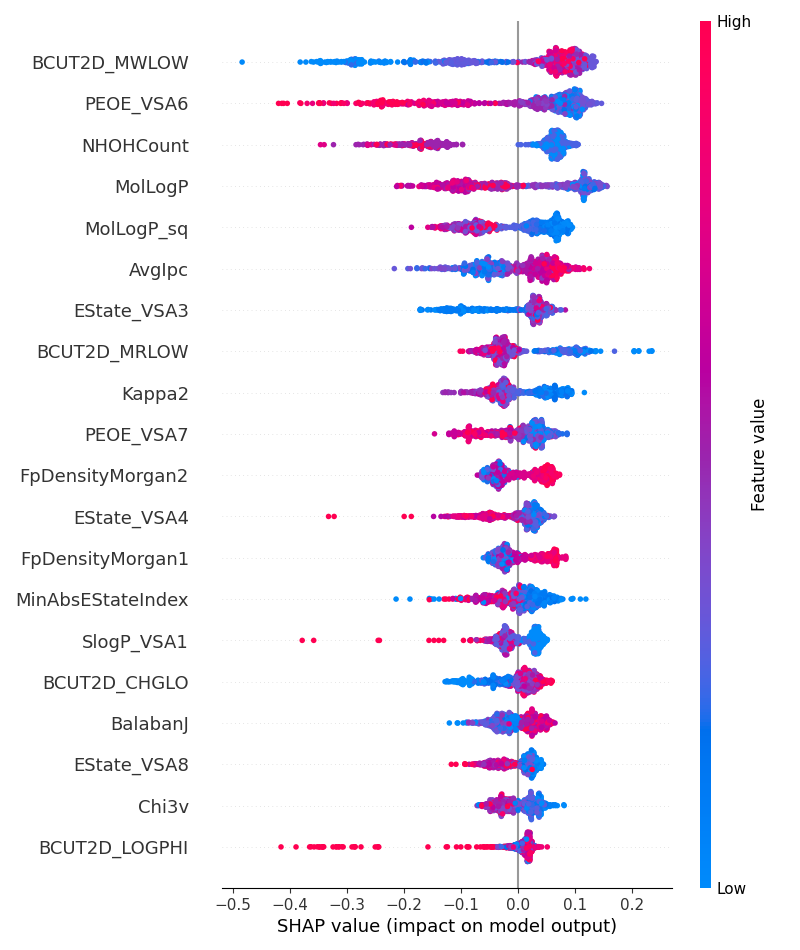 High
BCUT2D_MWLOW
PEOE_VSA6
NHOHCount
MolLogP
MolLogP_sq
AvgIpc
EState_VSA3
BCUT2D_MRLOW
Kappa2
PEOE_VSA7
FpDensityMorgan2
EState_VSA4
FpDensityMorgan1
MinAbsEStateIndex
SlogP_VSA1
BCUT2D_CHGLO
BalabanJ
EState_VSA8
Chi3v
BCUT2D_LOGPHI
Feature value
Low
−0.5 −0.4 −0.3 −0.2 −0.1 0.0 0.1 0.2
SHAP value (impact on model output)